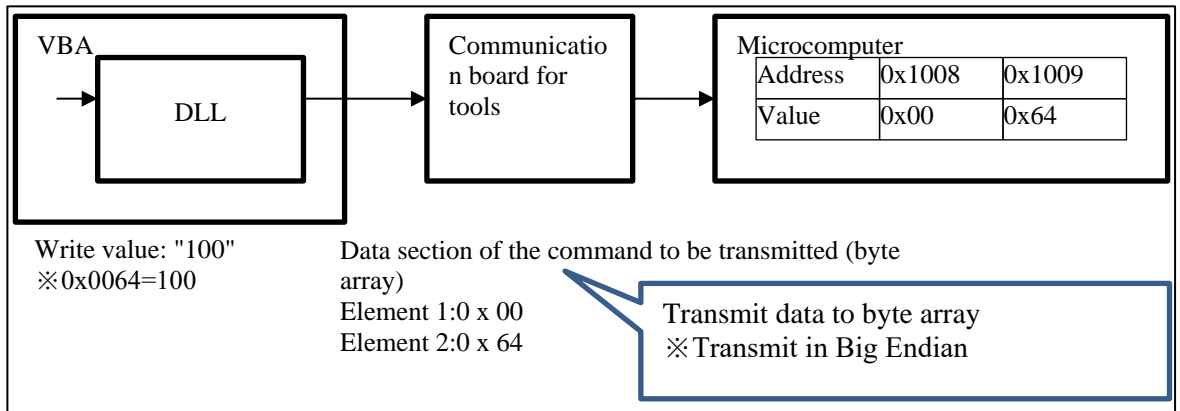 VBA
DLL
Communicatio
n board for
tools
Microcomputer
Address 0x1008 0x1009
Value 0x00 0x64
Write value: "100"
※0x0064=100
Data section of the command to be transmitted (byte
array)
Element 1:0 x 00
Element 2:0 x 64
Transmit data to byte array
※Transmit in Big Endian